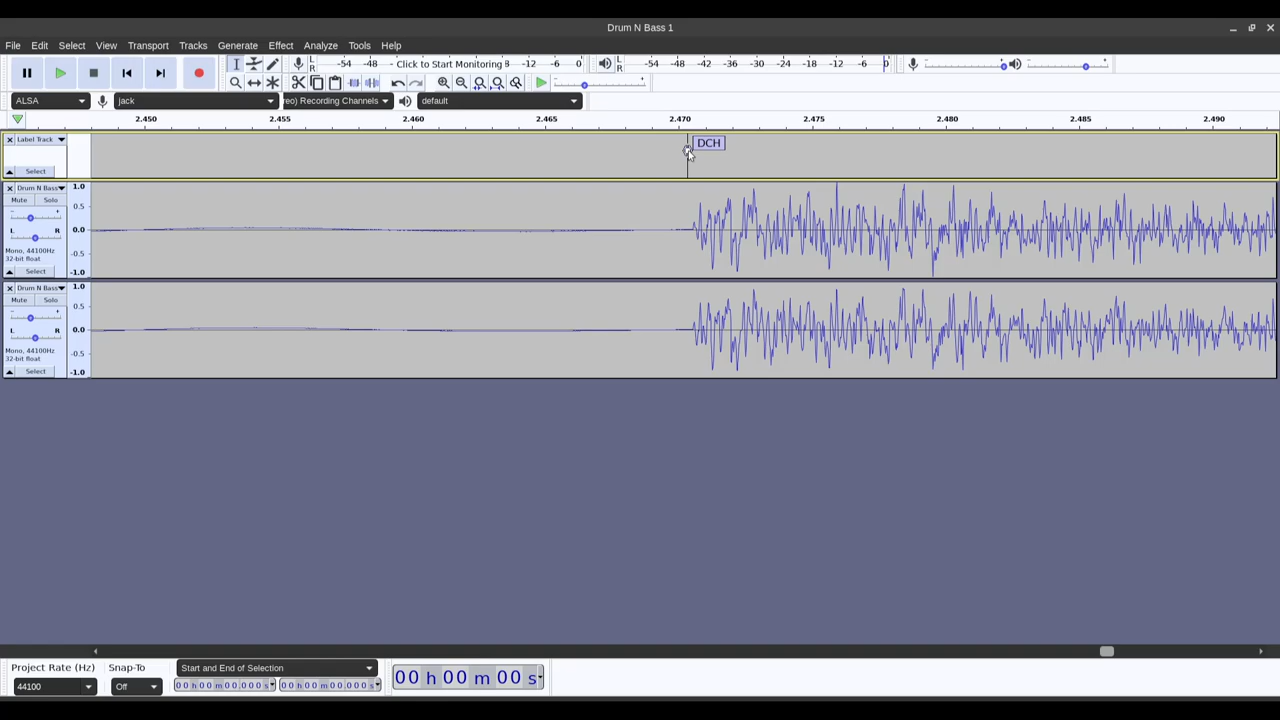 Drum N Bass 1
File Edit Select View Transport Tracks Generate Effect Analyze Tools Help
L R -54 -48 - Click to Start Monitoring 8 -12 -6 0 L R -54 -48 -42 -36 -30 -24 -18 -12 -6 0
ALSA jack reo) Recording Channels default
2.450 2.455 2.460 2.465 2.470 2.475 2.480 2.485 2.490
Label Track DCH
Select
Drum N Bass 1.0
Mute Solo 0.5
- +
L R 0.0
Mono, 44100Hz -0.5
32-bit float
Select -1.0
Drum N Bass 1.0
Mute Solo 0.5
- +
L R 0.0
Mono, 44100Hz -0.5
32-bit float
Select -1.0
Project Rate (Hz) Snap-To Start and End of Selection
44100 Off 00 h 00 m 00.000 s 00 h 00 m 00.000 s 00 h 00 m 00 s